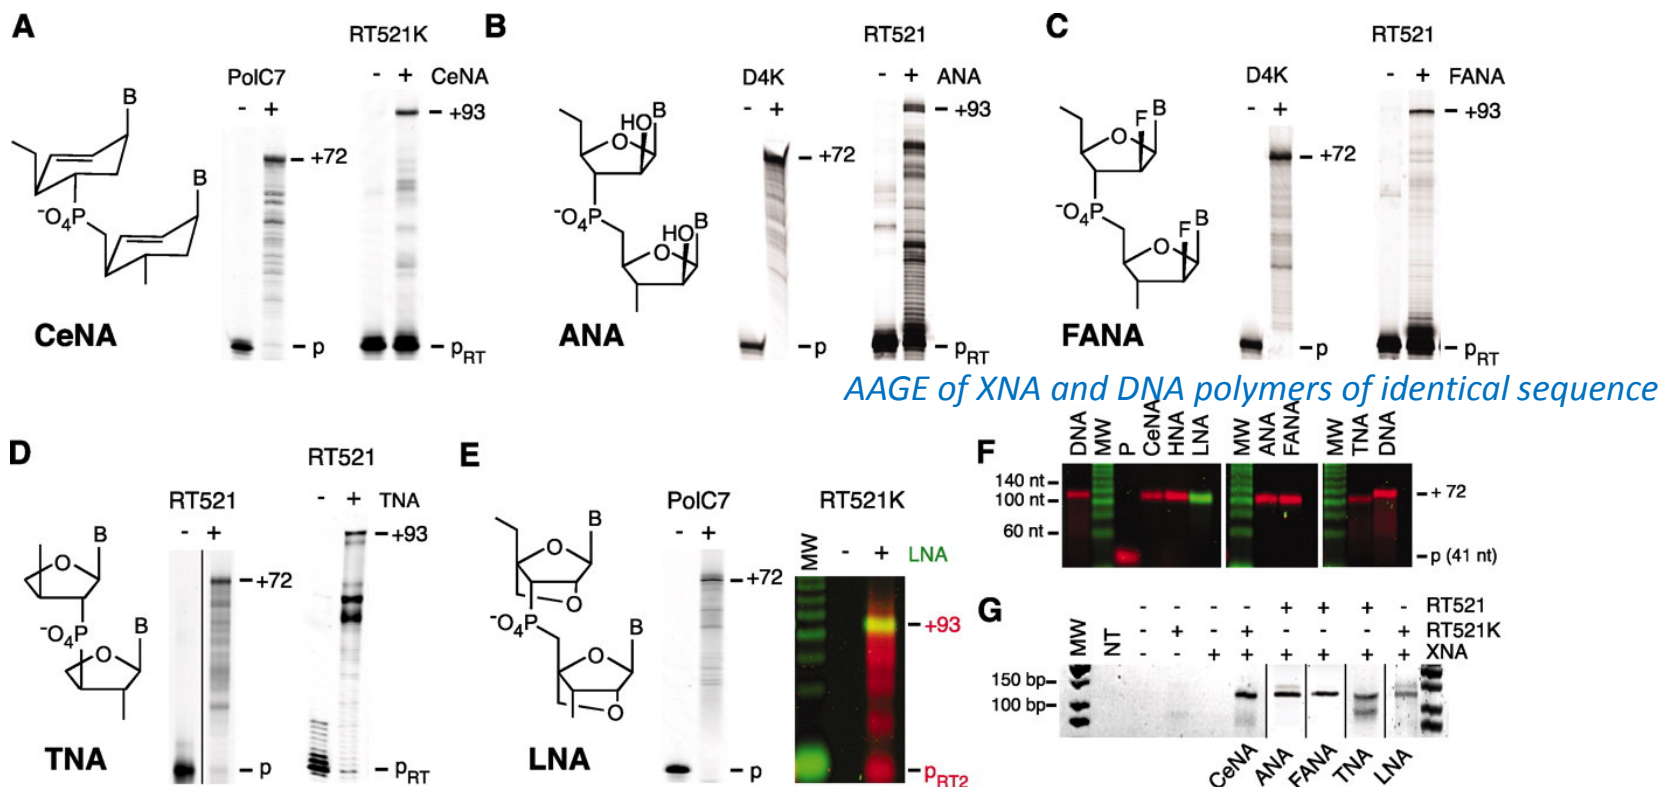 A
RT521K
PolC7
- + CeNA
- +
+93
+72
B
B
⁻O₄P
CeNA
p
pRT
B
RT521
D4K
- + ANA
- +
+93
+72
HO B
O
⁻O₄P
HO B
O
ANA
p
pRT
C
RT521
D4K
- + FANA
- +
+93
+72
F B
O
⁻O₄P
F B
O
FANA
p
pRT
AAGE of XNA and DNA polymers of identical sequence
D
RT521
RT521
- + TNA
- +
+93
+72
B
O
⁻O₄P
B
O
TNA
p
pRT
E
PolC7
RT521K
- +
MW - + LNA
+72
+93
B
O
O
⁻O₄P
B
O
O
LNA
p
pRT2
F
DNA MW P CeNA HNA LNA MW ANA FANA MW TNA DNA
140 nt
100 nt
60 nt
+ 72
p (41 nt)
G
MW NT
- - + + + - RT521
- + - + + RT521K
- - + + + + + + XNA
150 bp
100 bp
CeNA ANA FANA TNA LNA